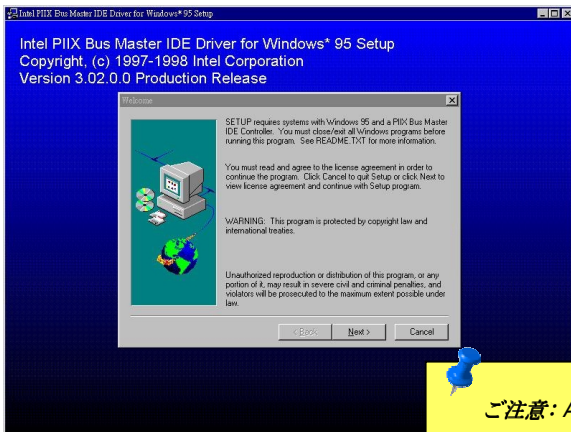 Intel PIIX Bus Master IDE Driver for Windows* 95 Setup
Intel PIIX Bus Master IDE Driver for Windows* 95 Setup
Copyright, (c) 1997-1998 Intel Corporation
Version 3.02.0.0 Production Release
Welcome
SETUP requires systems with Windows 95 and a PIIX Bus Master
IDE Controller. You must close/exit all Windows programs before
running this program. See README.TXT for more information.
You must read and agree to the license agreement in order to
continue the program. Click Cancel to quit Setup or click Next to
view license agreement and continue with Setup program.
WARNING: This program is protected by copyright law and
international treaties.
Unauthorized reproduction or distribution of this program, or any
portion of it, may result in severe civil and criminal penalties, and
violators will be prosecuted to the maximum extent possible under
law.
< Back Next > Cancel
ご注意: A